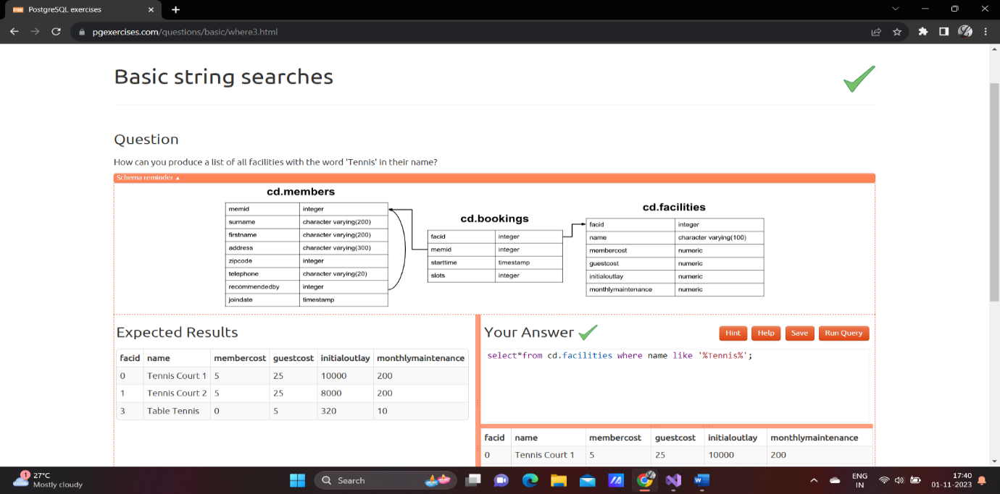 PostgreSQL exercises
pgexercises.com/questions/basic/where3.html
Basic string searches
Question
How can you produce a list of all facilities with the word 'Tennis' in their name?
Schema reminder ▲
cd.members
memid integer
surname character varying(200)
firstname character varying(200)
address character varying(300)
zipcode integer
telephone character varying(20)
recommendedby integer
joindate timestamp
cd.bookings
facid integer
memid integer
starttime timestamp
slots integer
cd.facilities
facid integer
name character varying(100)
membercost numeric
guestcost numeric
initialoutlay numeric
monthlymaintenance numeric
Expected Results
facid name membercost guestcost initialoutlay monthlymaintenance
0 Tennis Court 1 5 25 10000 200
1 Tennis Court 2 5 25 8000 200
3 Table Tennis 0 5 320 10
Your Answer
Hint Help Save Run Query
select*from cd.facilities where name like '%Tennis%';
facid name membercost guestcost initialoutlay monthlymaintenance
0 Tennis Court 1 5 25 10000 200
1
27°C
Mostly cloudy
Search
ENG
IN
17:40
01-11-2023